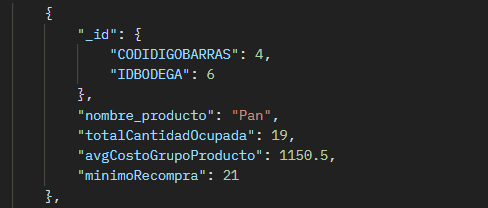 {
"_id": {
"CODIDIGOBARRAS": 4,
"IDBODEGA": 6
},
"nombre_producto": "Pan",
"totalCantidadOcupada": 19,
"avgCostoGrupoProducto": 1150.5,
"minimoRecompra": 21
},